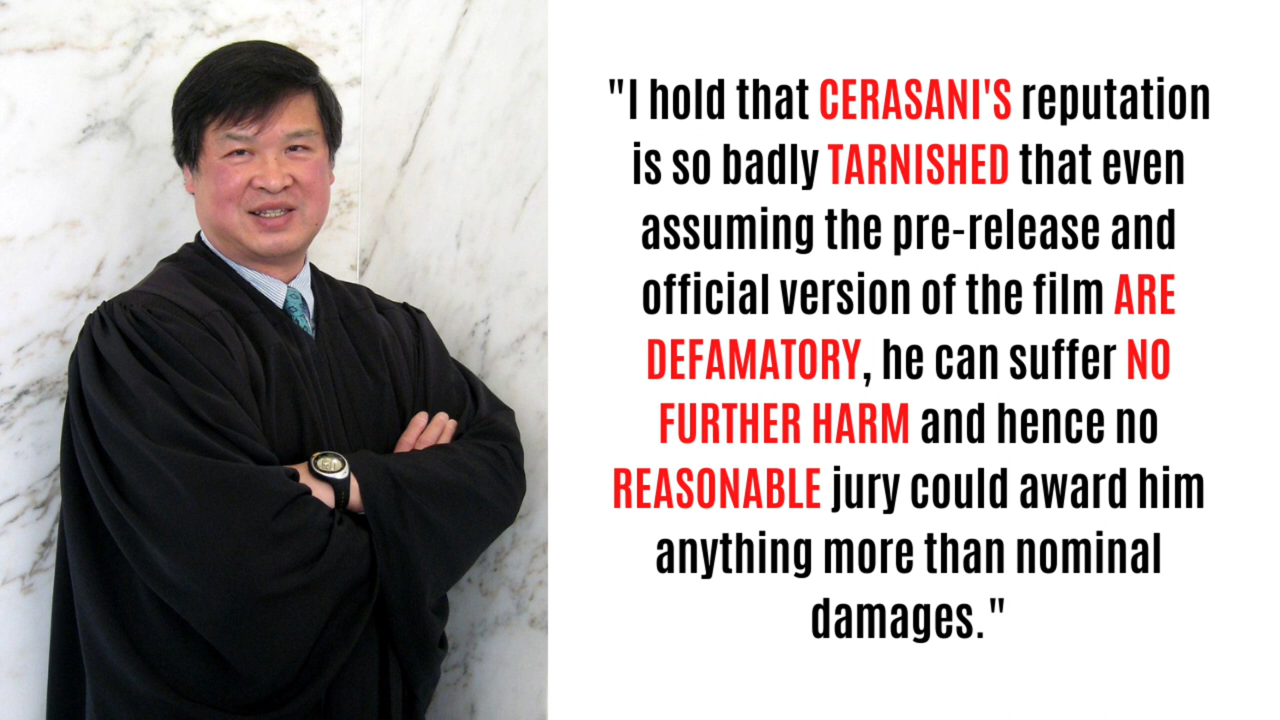 "I hold that CERASANI'S reputation
is so badly TARNISHED that even
assuming the pre-release and
official version of the film ARE
DEFAMATORY, he can suffer NO
FURTHER HARM and hence no
REASONABLE jury could award him
anything more than nominal
damages."